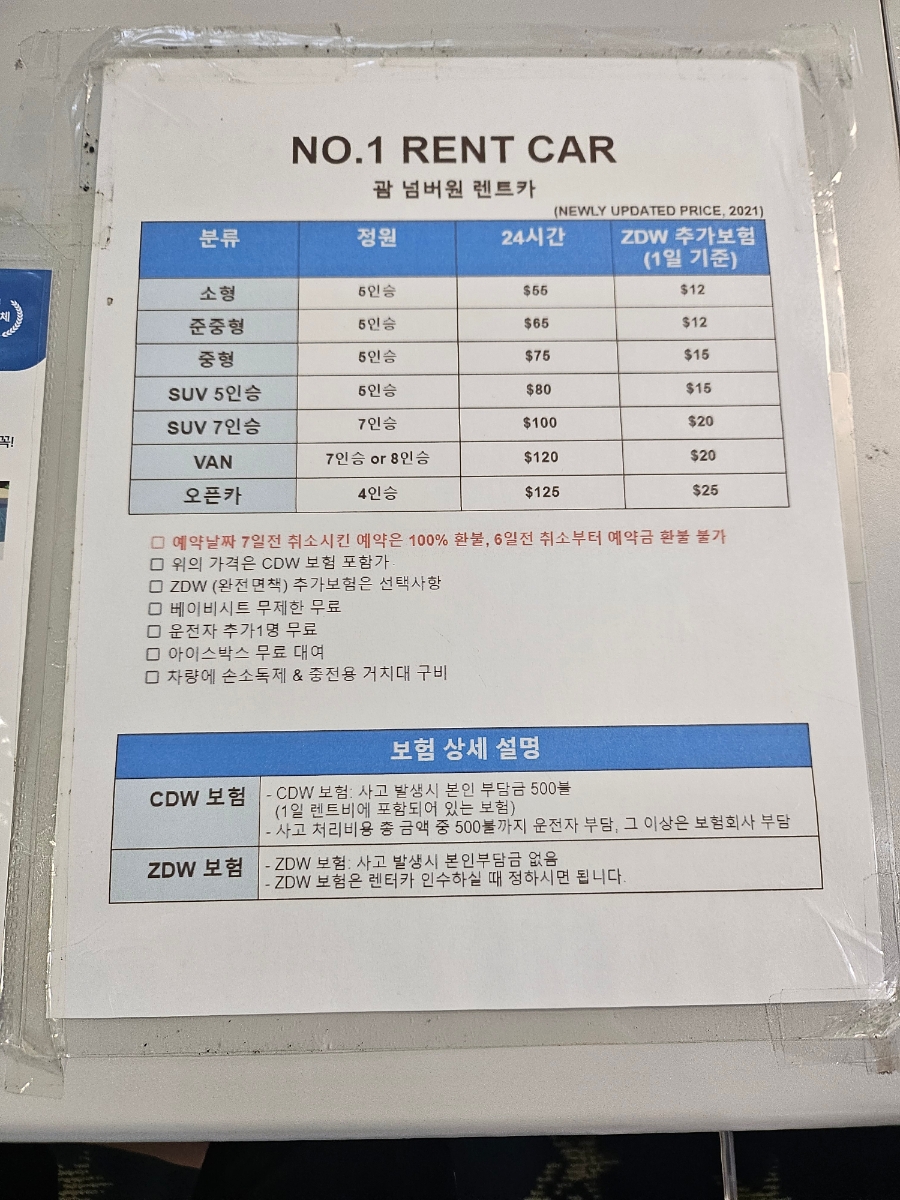 NO.1 RENT CAR
괌 넘버원 렌트카
(NEWLY UPDATED PRICE, 2021)
분류 정원 24시간 ZDW 추가보험
(1일 기준)
소형 5인승 $55 $12
준중형 5인승 $65 $12
중형 5인승 $75 $15
SUV 5인승 5인승 $80 $15
SUV 7인승 7인승 $100 $20
VAN 7인승 or 8인승 $120 $20
오픈카 4인승 $125 $25
☐ 예약날짜 7일전 취소시킨 예약은 100% 환불, 6일전 취소부터 예약금 환불 불가
☐ 위의 가격은 CDW 보험 포함가
☐ ZDW (완전면책) 추가보험은 선택사항
☐ 베이비시트 무제한 무료
☐ 운전자 추가1명 무료
☐ 아이스박스 무료 대여
☐ 차량에 손소독제 & 충전용 거치대 구비
보험 상세 설명
CDW 보험 - CDW 보험: 사고 발생시 본인 부담금 500불
(1일 렌트비에 포함되어 있는 보험)
- 사고 처리비용 총 금액 중 500불까지 운전자 부담, 그 이상은 보험회사 부담
ZDW 보험 - ZDW 보험: 사고 발생시 본인부담금 없음
- ZDW 보험은 렌터카 인수하실 때 정하시면 됩니다.
체
꼭!